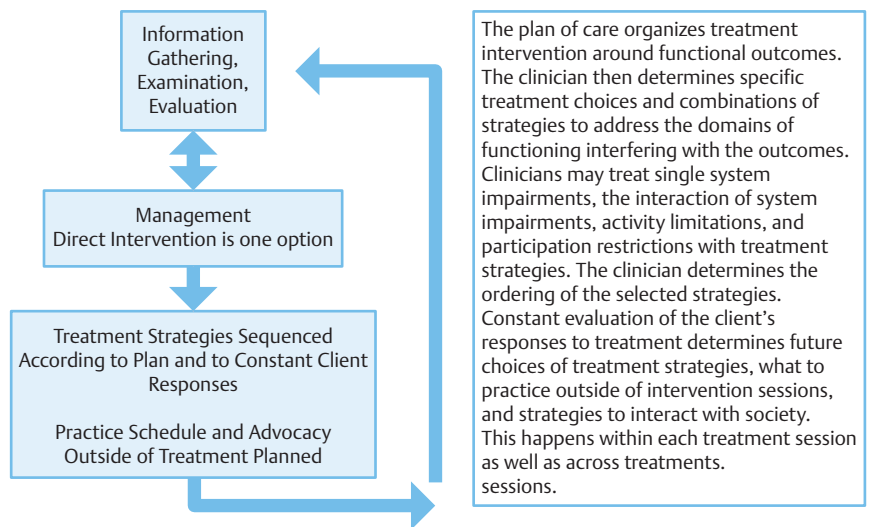 Information
Gathering,
Examination,
Evaluation
Management
Direct Intervention is one option
Treatment Strategies Sequenced
According to Plan and to Constant Client
Responses
Practice Schedule and Advocacy
Outside of Treatment Planned
The plan of care organizes treatment
intervention around functional outcomes.
The clinician then determines specific
treatment choices and combinations of
strategies to address the domains of
functioning interfering with the outcomes.
Clinicians may treat single system
impairments, the interaction of system
impairments, activity limitations, and
participation restrictions with treatment
strategies. The clinician determines the
ordering of the selected strategies.
Constant evaluation of the client’s
responses to treatment determines future
choices of treatment strategies, what to
practice outside of intervention sessions,
and strategies to interact with society.
This happens within each treatment session
as well as across treatments.
sessions.